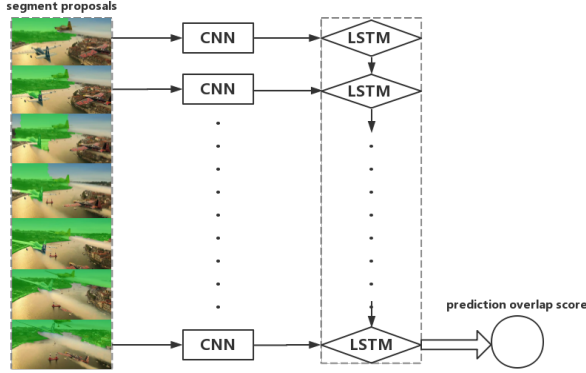 segment proposals
CNN
LSTM
CNN
LSTM
CNN
LSTM
prediction overlap score